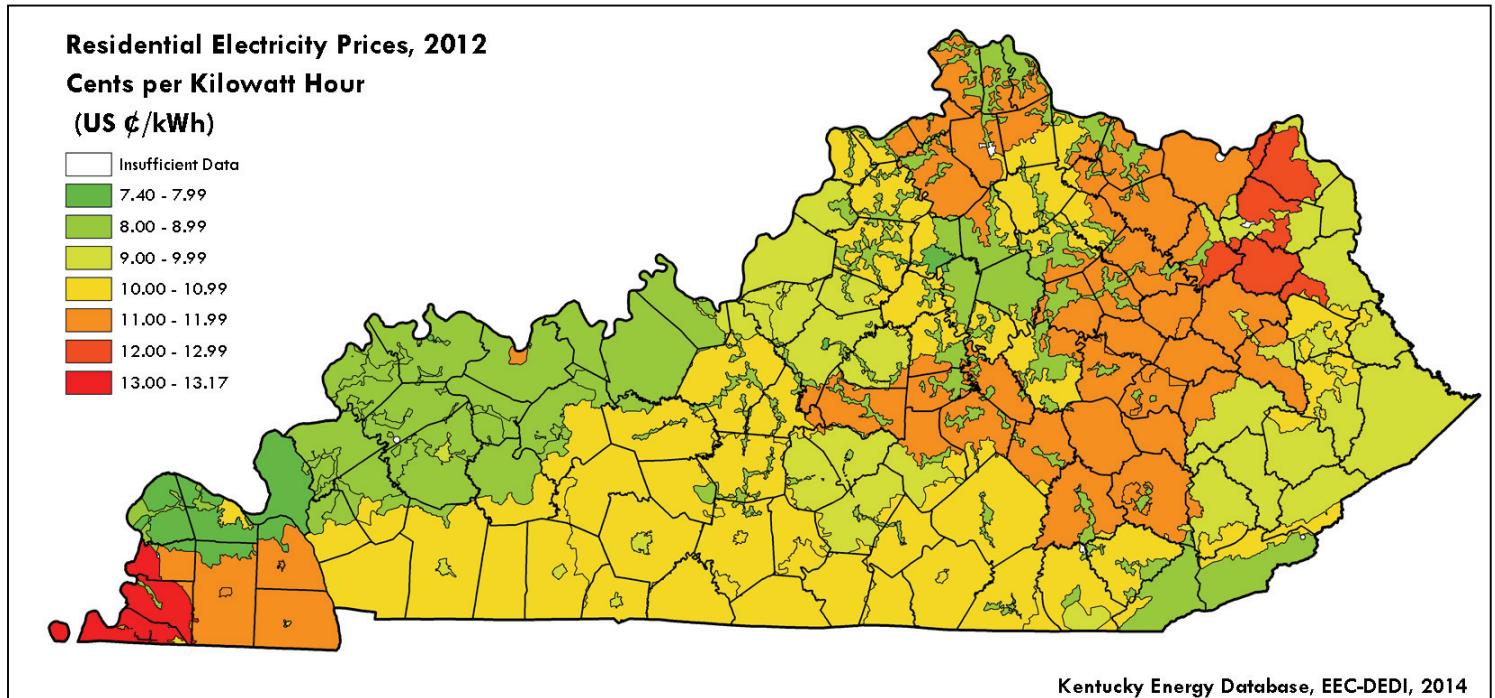 Residential Electricity Prices, 2012
Cents per Kilowatt Hour
(US ¢/kWh)
Insufficient Data
7.40 - 7.99
8.00 - 8.99
9.00 - 9.99
10.00 - 10.99
11.00 - 11.99
12.00 - 12.99
13.00 - 13.17
Kentucky Energy Database, EEC-DEDI, 2014